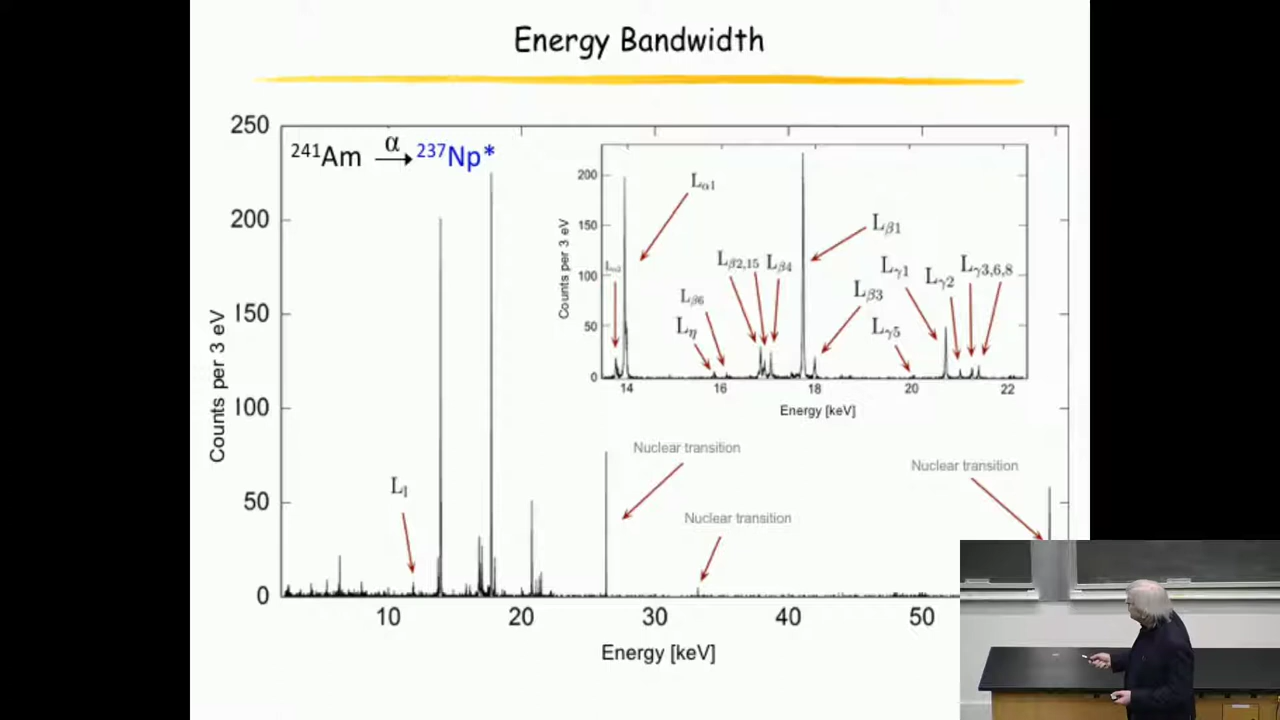 Energy Bandwidth
250
200
150
100
50
0
Counts per 3 eV
²⁴¹Am α→ ²³⁷Np*
200
150
100
50
0
Counts per 3 eV
Lα1
Lβ1
Lβ2,15
Lβ4
Lγ1
Lγ2
Lγ3,6,8
Lβ6
Lη
Lβ3
Lγ5
14
16
18
20
22
Energy [keV]
Nuclear transition
Nuclear transition
Nuclear transition
Ll
10
20
30
40
50
Energy [keV]